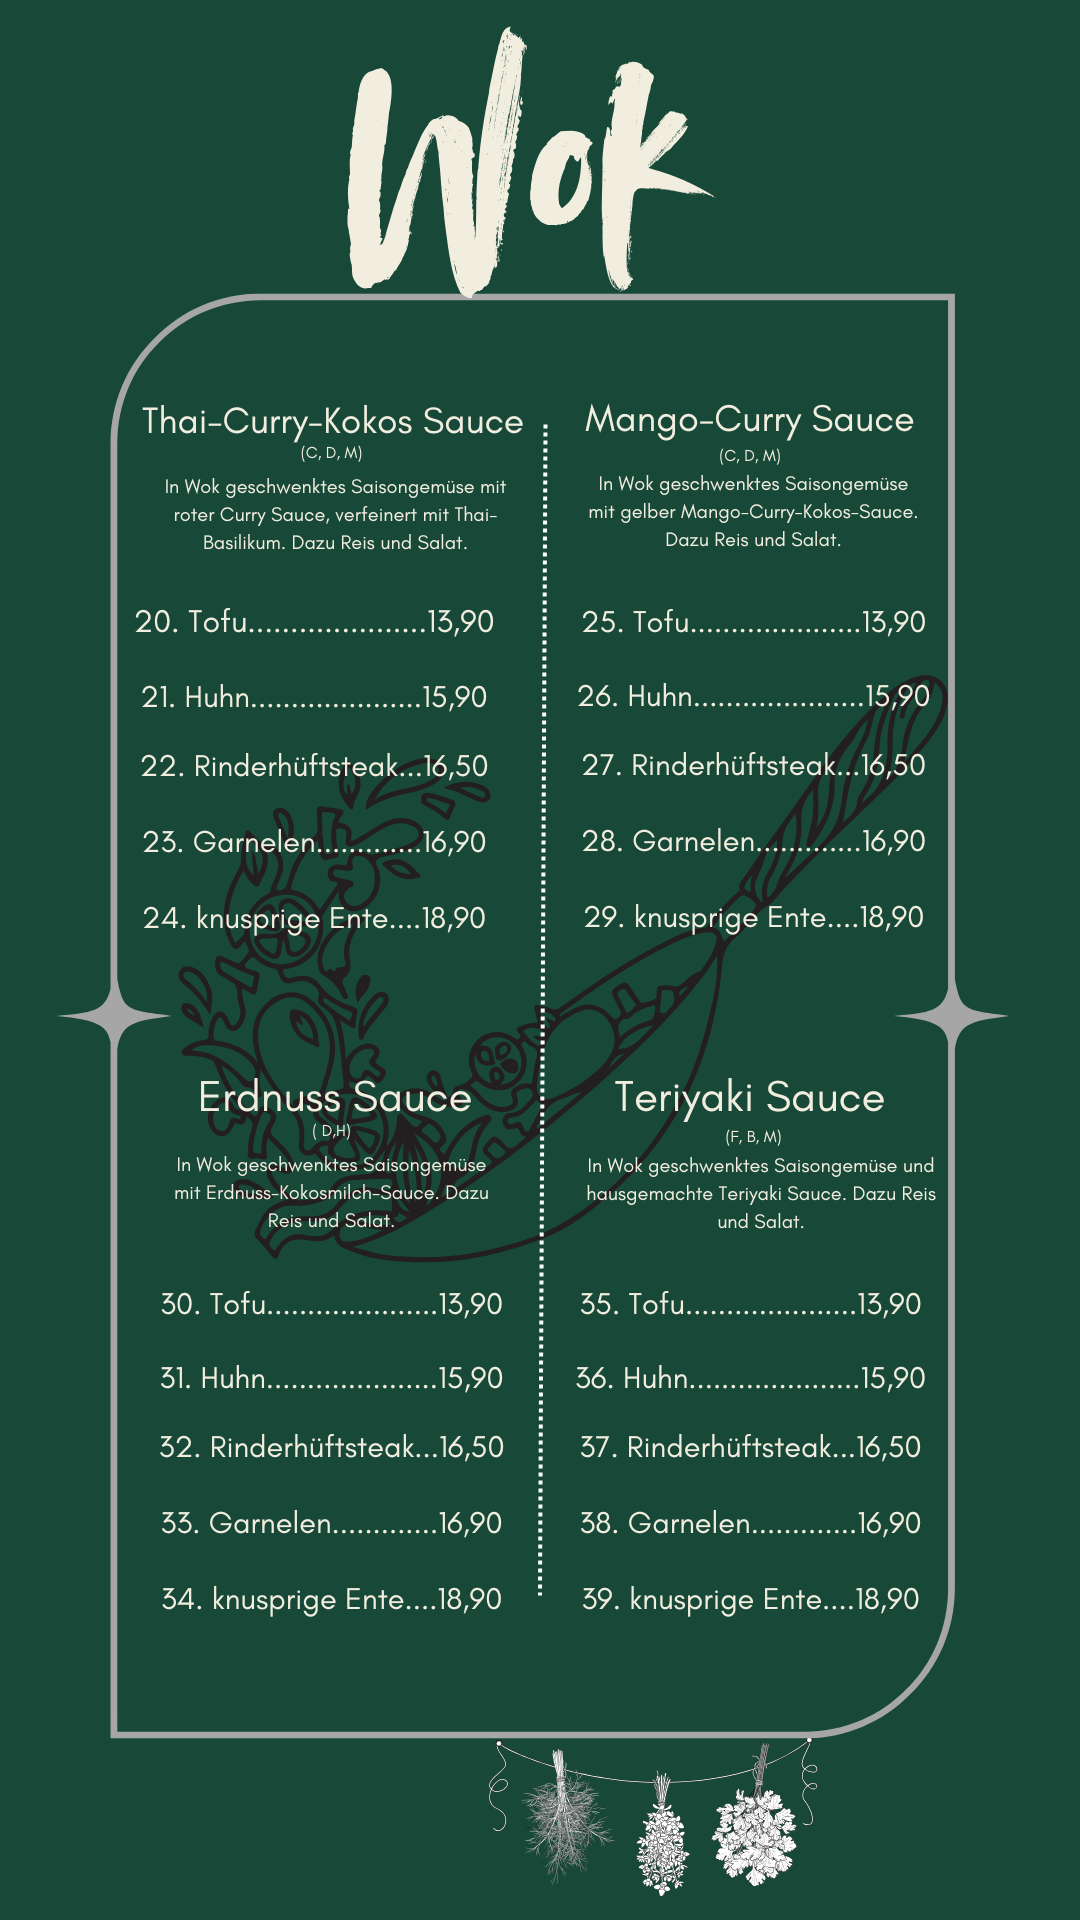 Wok
Thai-Curry-Kokos Sauce
(C, D, M)
In Wok geschwenktes Saisongemüse mit
roter Curry Sauce, verfeinert mit Thai-
Basilikum. Dazu Reis und Salat.
20. Tofu.....................13,90
21. Huhn.....................15,90
22. Rinderhüftsteak...16,50
23. Garnelen.............16,90
24. knusprige Ente....18,90
Mango-Curry Sauce
(C, D, M)
In Wok geschwenktes Saisongemüse
mit gelber Mango-Curry-Kokos-Sauce.
Dazu Reis und Salat.
25. Tofu.....................13,90
26. Huhn.....................15,90
27. Rinderhüftsteak...16,50
28. Garnelen.............16,90
29. knusprige Ente....18,90
Erdnuss Sauce
( D,H)
In Wok geschwenktes Saisongemüse
mit Erdnuss-Kokosmilch-Sauce. Dazu
Reis und Salat.
30. Tofu.....................13,90
31. Huhn.....................15,90
32. Rinderhüftsteak...16,50
33. Garnelen.............16,90
34. knusprige Ente....18,90
Teriyaki Sauce
(F, B, M)
In Wok geschwenktes Saisongemüse und
hausgemachte Teriyaki Sauce. Dazu Reis
und Salat.
35. Tofu.....................13,90
36. Huhn.....................15,90
37. Rinderhüftsteak...16,50
38. Garnelen.............16,90
39. knusprige Ente....18,90